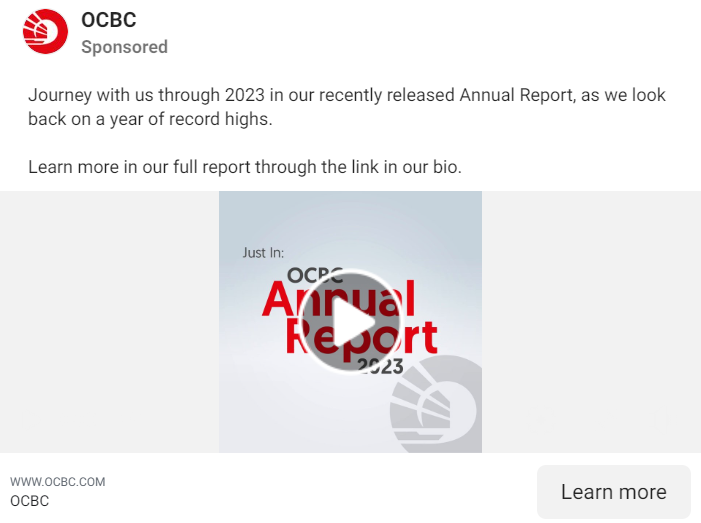 OCBC
Sponsored
Journey with us through 2023 in our recently released Annual Report, as we look
back on a year of record highs.
Learn more in our full report through the link in our bio.
Just In:
OCBC
Annual
Report
2023
WWW.OCBC.COM
OCBC
Learn more